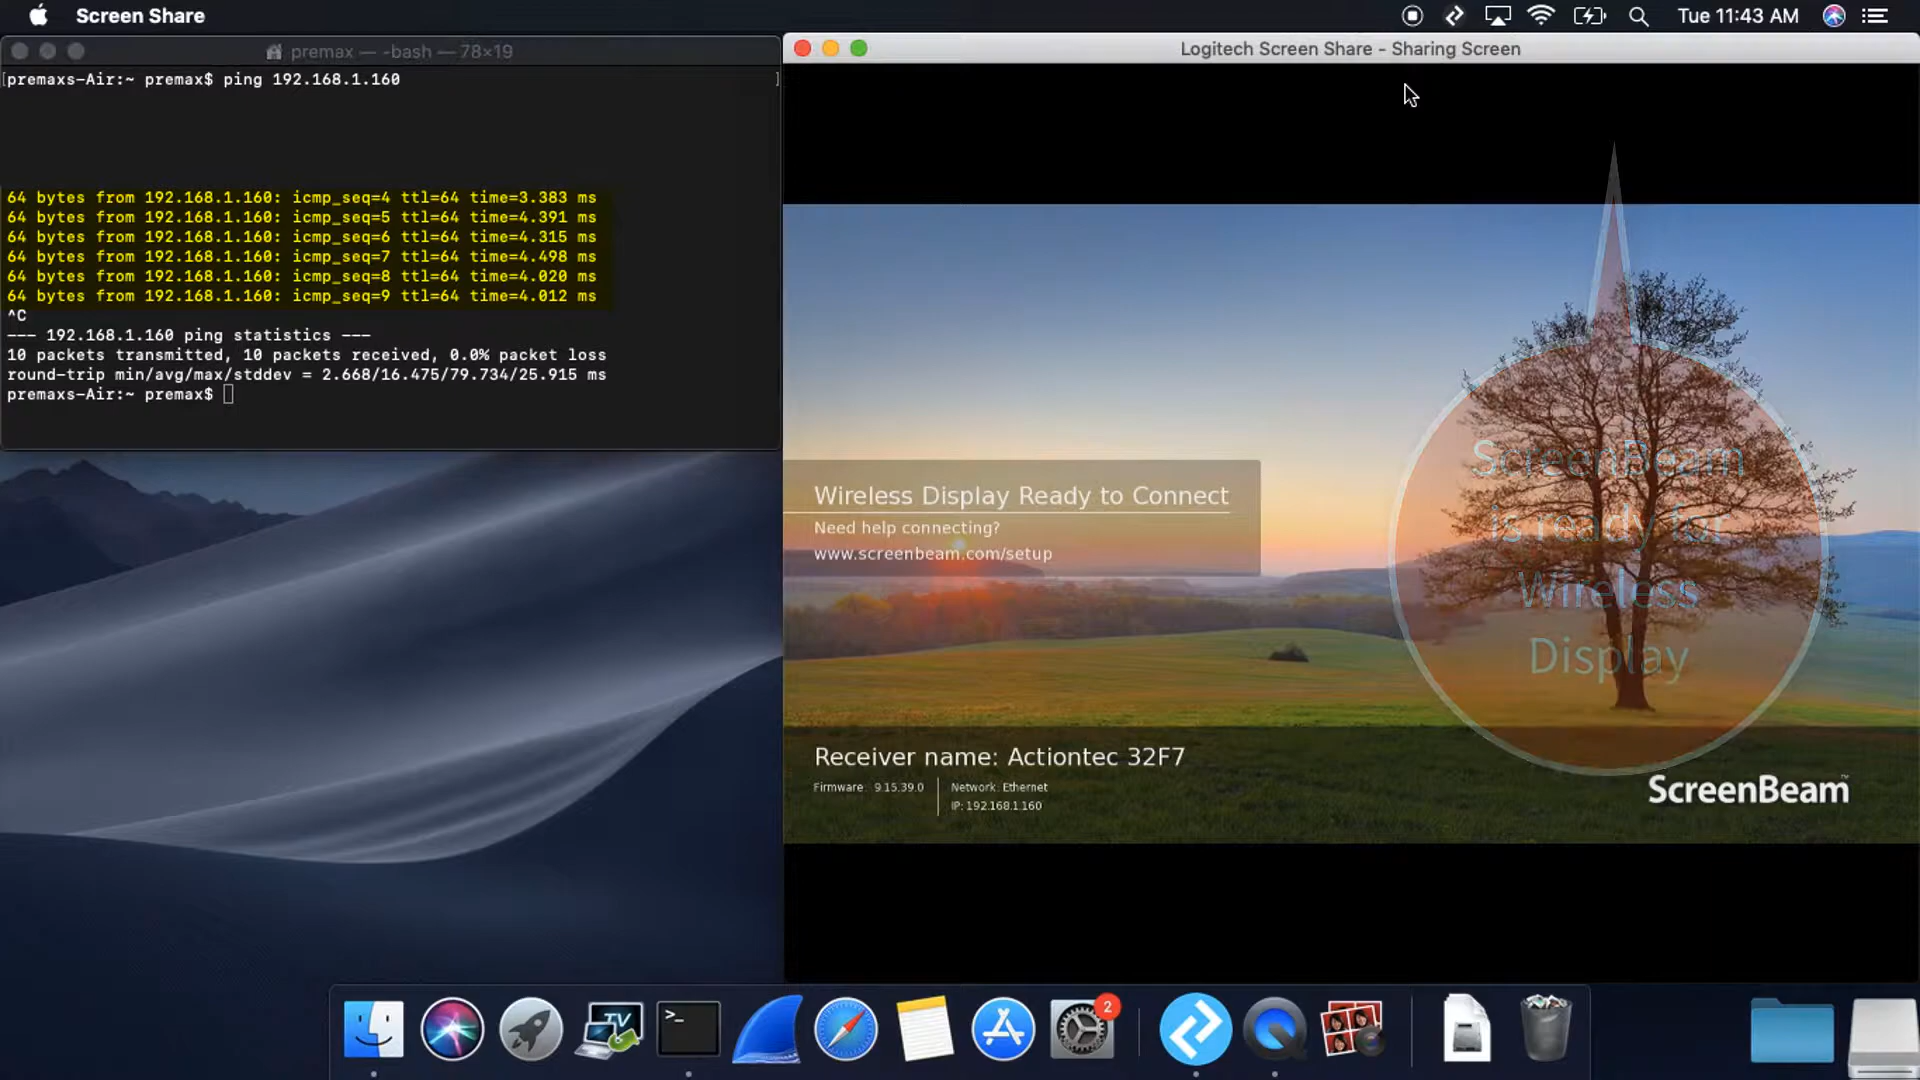 Screen Share
Tue 11:43 AM
premax — -bash — 78×19
[premaxs-Air:~ premax$ ping 192.168.1.160 ]
64 bytes from 192.168.1.160: icmp_seq=4 ttl=64 time=3.383 ms
64 bytes from 192.168.1.160: icmp_seq=5 ttl=64 time=4.391 ms
64 bytes from 192.168.1.160: icmp_seq=6 ttl=64 time=4.315 ms
64 bytes from 192.168.1.160: icmp_seq=7 ttl=64 time=4.498 ms
64 bytes from 192.168.1.160: icmp_seq=8 ttl=64 time=4.020 ms
64 bytes from 192.168.1.160: icmp_seq=9 ttl=64 time=4.012 ms
^C
--- 192.168.1.160 ping statistics ---
10 packets transmitted, 10 packets received, 0.0% packet loss
round-trip min/avg/max/stddev = 2.668/16.475/79.734/25.915 ms
premaxs-Air:~ premax$
Logitech Screen Share - Sharing Screen
Wireless Display Ready to Connect
Need help connecting?
www.screenbeam.com/setup
ScreenBeam
is ready for
Wireless
Display
Receiver name: Actiontec 32F7
Firmware: 9.15.39.0
Network: Ethernet
IP: 192.168.1.160
ScreenBeam™
TV
>_
2